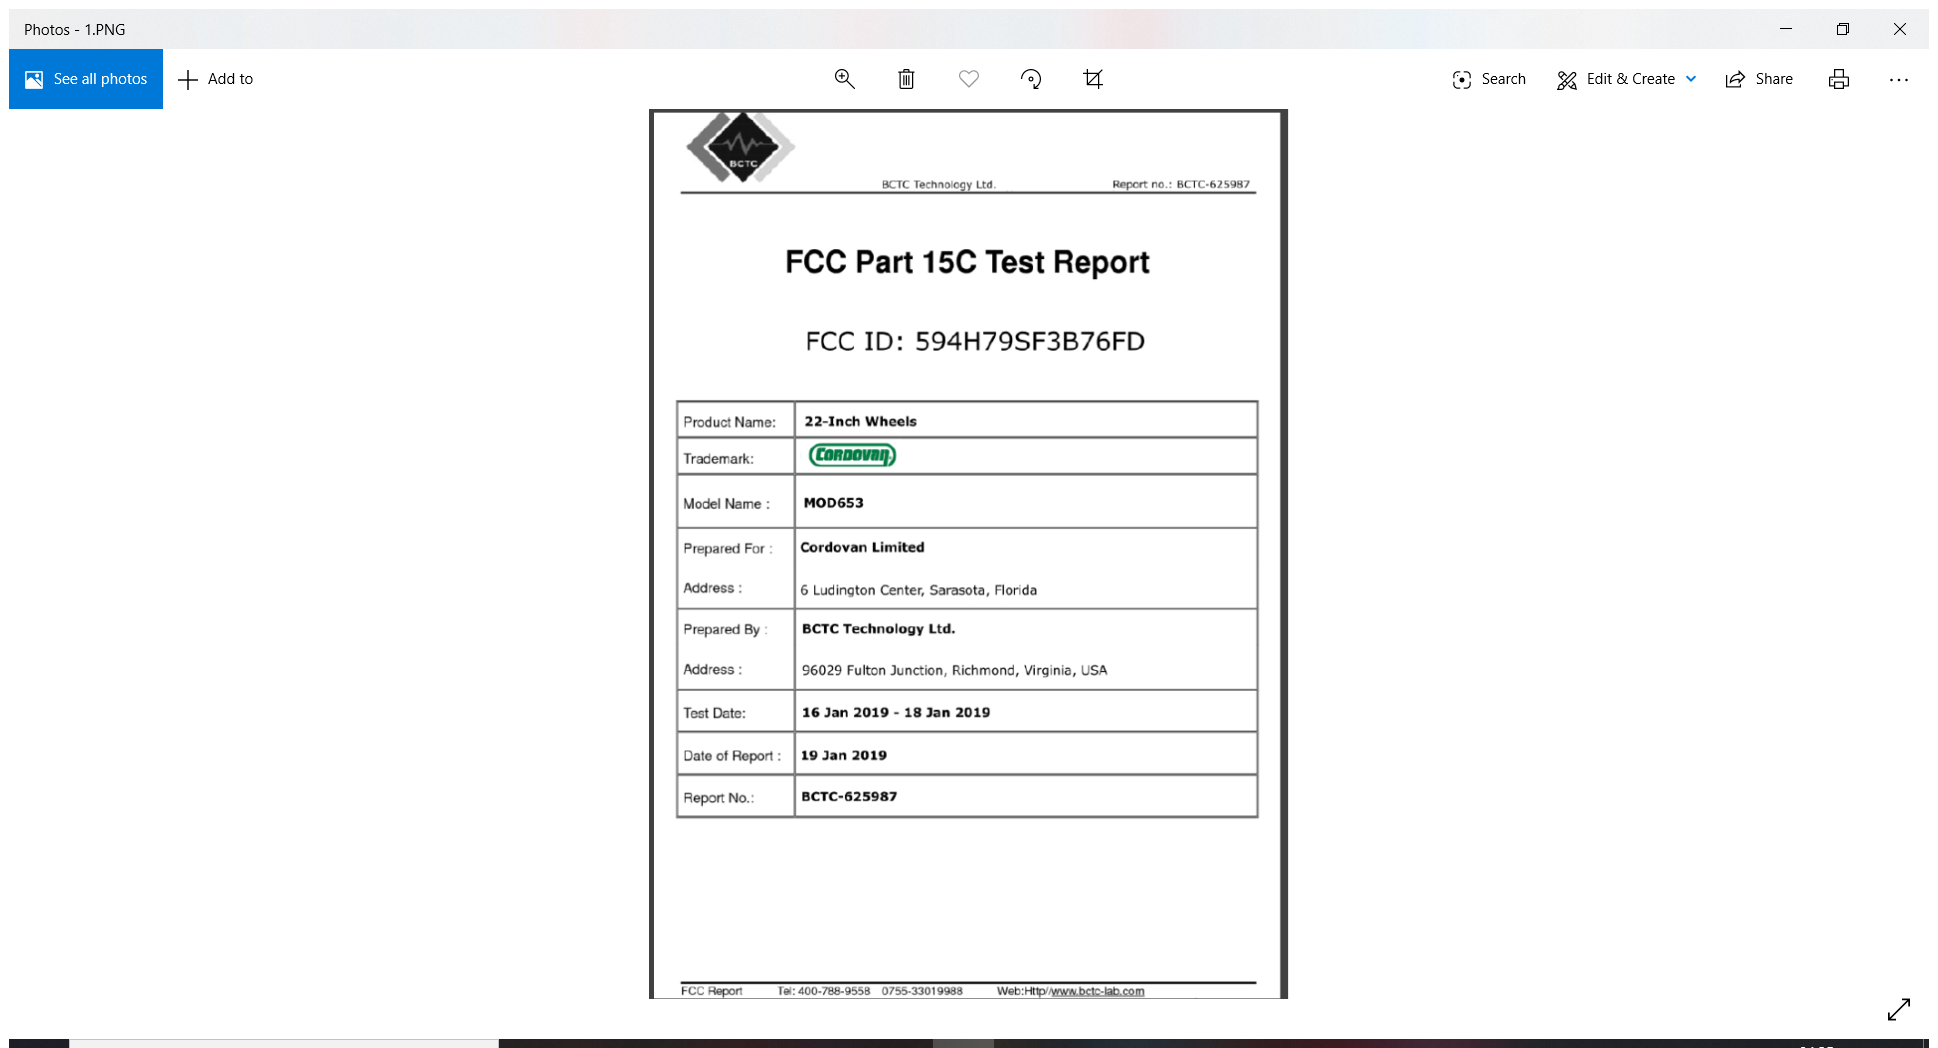 Photos - 1.PNG
See all photos
Add to
Search
Edit & Create
Share
BCTC
BCTC Technology Ltd. Report no.: BCTC-625987
FCC Part 15C Test Report
FCC ID: 594H79SF3B76FD
Product Name: 22-Inch Wheels
Trademark: CORDOVAN
Model Name : MOD653
Prepared For : Cordovan Limited
Address : 6 Ludington Center, Sarasota, Florida
Prepared By : BCTC Technology Ltd.
Address : 96029 Fulton Junction, Richmond, Virginia, USA
Test Date: 16 Jan 2019 - 18 Jan 2019
Date of Report : 19 Jan 2019
Report No.: BCTC-625987
FCC Report Tel: 400-788-9558 0755-33019988 Web:Http//www.bctc-lab.com